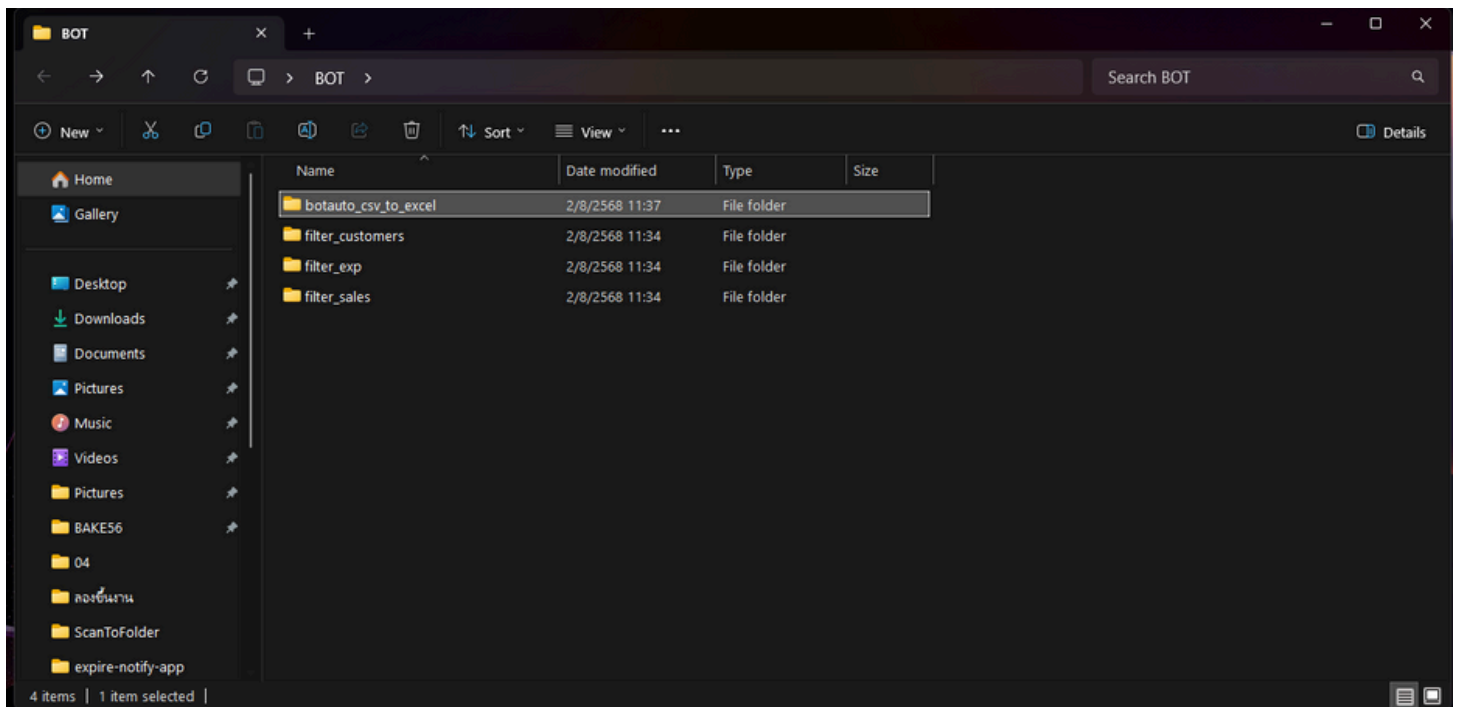 BOT
BOT
Search BOT
New
Sort
View
Details
Home
Gallery
Desktop
Downloads
Documents
Pictures
Music
Videos
Pictures
BAKE56
04
ลองขึ้นงาน
ScanToFolder
expire-notify-app
Name Date modified Type Size
botauto_csv_to_excel 2/8/2568 11:37 File folder
filter_customers 2/8/2568 11:34 File folder
filter_exp 2/8/2568 11:34 File folder
filter_sales 2/8/2568 11:34 File folder
4 items 1 item selected